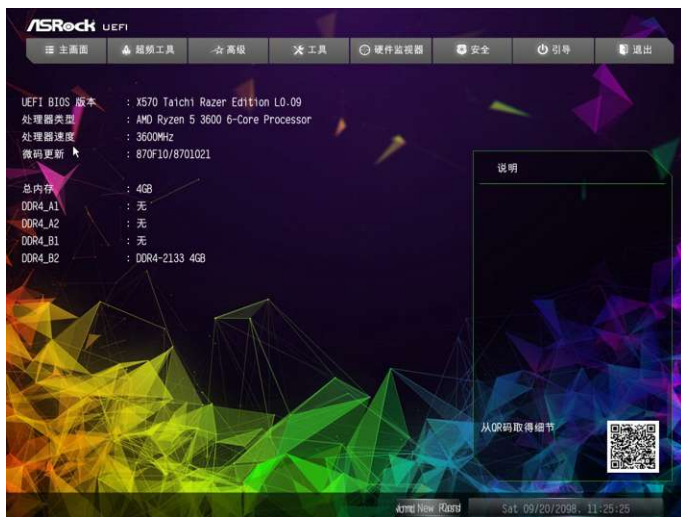 ASRock UEFI
主画面 超频工具 高级 工具 硬件监视器 安全 引导 退出
UEFI BIOS 版本 : X570 Taichi Razer Edition L0.09
处理器类型 : AMD Ryzen 5 3600 6-Core Processor
处理器速度 : 3600MHz
微码更新 : 870F10/8701021
说明
总内存 : 4GB
DDR4_A1 : 无
DDR4_A2 : 无
DDR4_B1 : 无
DDR4_B2 : DDR4-2133 4GB
从QR码取得细节
Sat 09/20/2098. 11:25:25